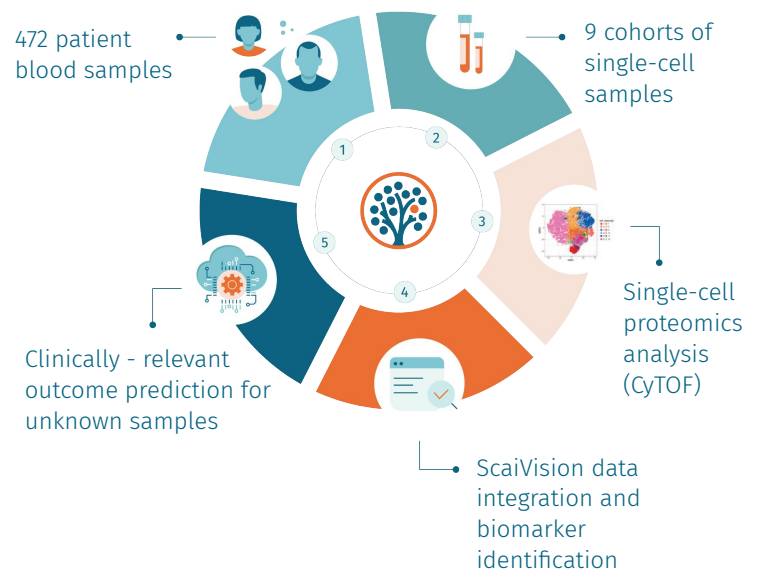 472 patient
blood samples
9 cohorts of
single-cell
samples
1
2
3
4
5
Single-cell
proteomics
analysis
(CyTOF)
ScaiVision data
integration and
biomarker
identification
Clinically - relevant
outcome prediction for
unknown samples